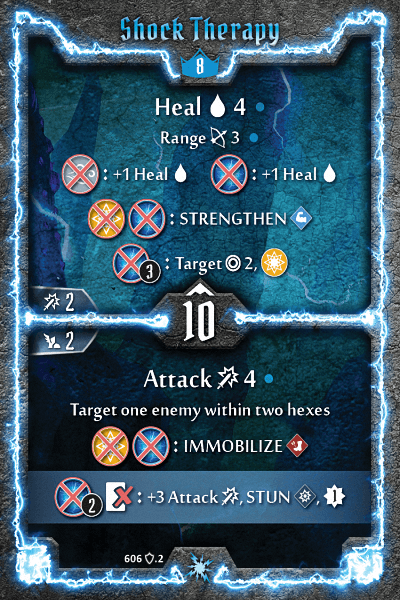 Shock Therapy
8
Heal 4
Range 3
: +1 Heal : +1 Heal
: STRENGTHEN
3 : Target 2,
2
10
2
Attack 4
Target one enemy within two hexes
: IMMOBILIZE
2 : +3 Attack , STUN , 1
606 .2